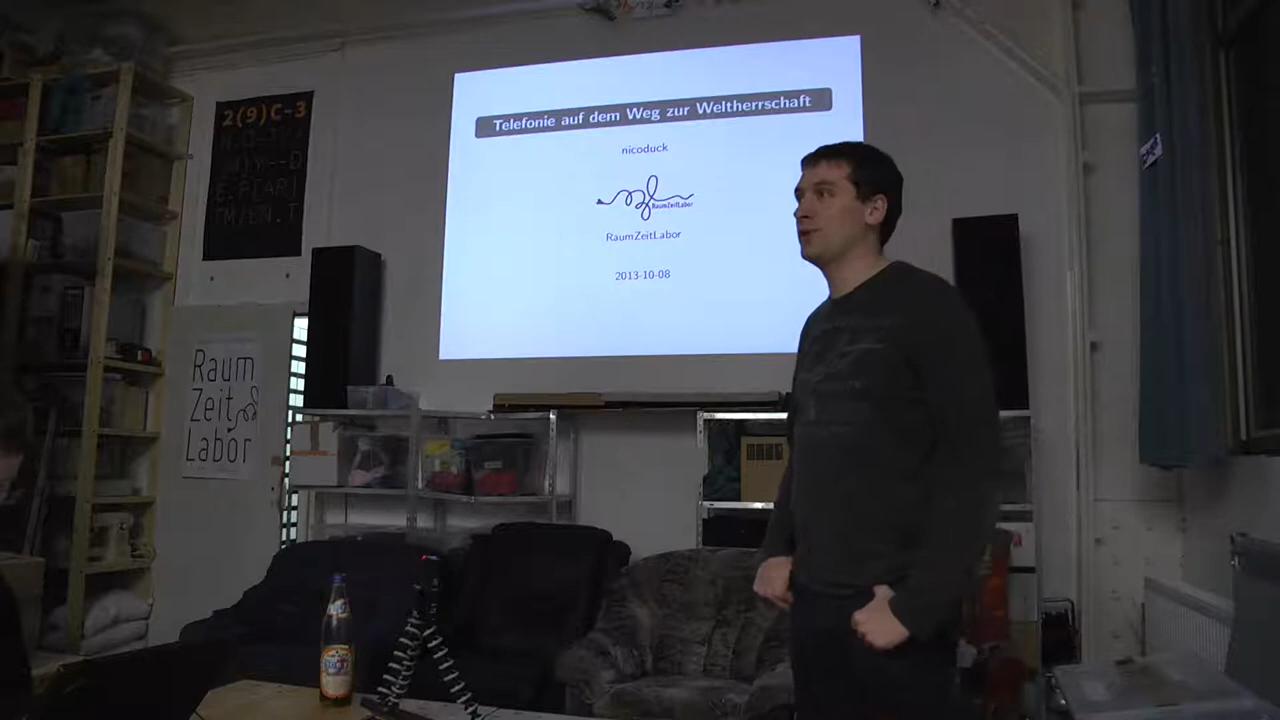 2(9)C-3
Telefonie auf dem Weg zur Weltherrschaft
nicoduck
RaumZeitLabor
RaumZeitLabor
2013-10-08
Raum
Zeit
Labor